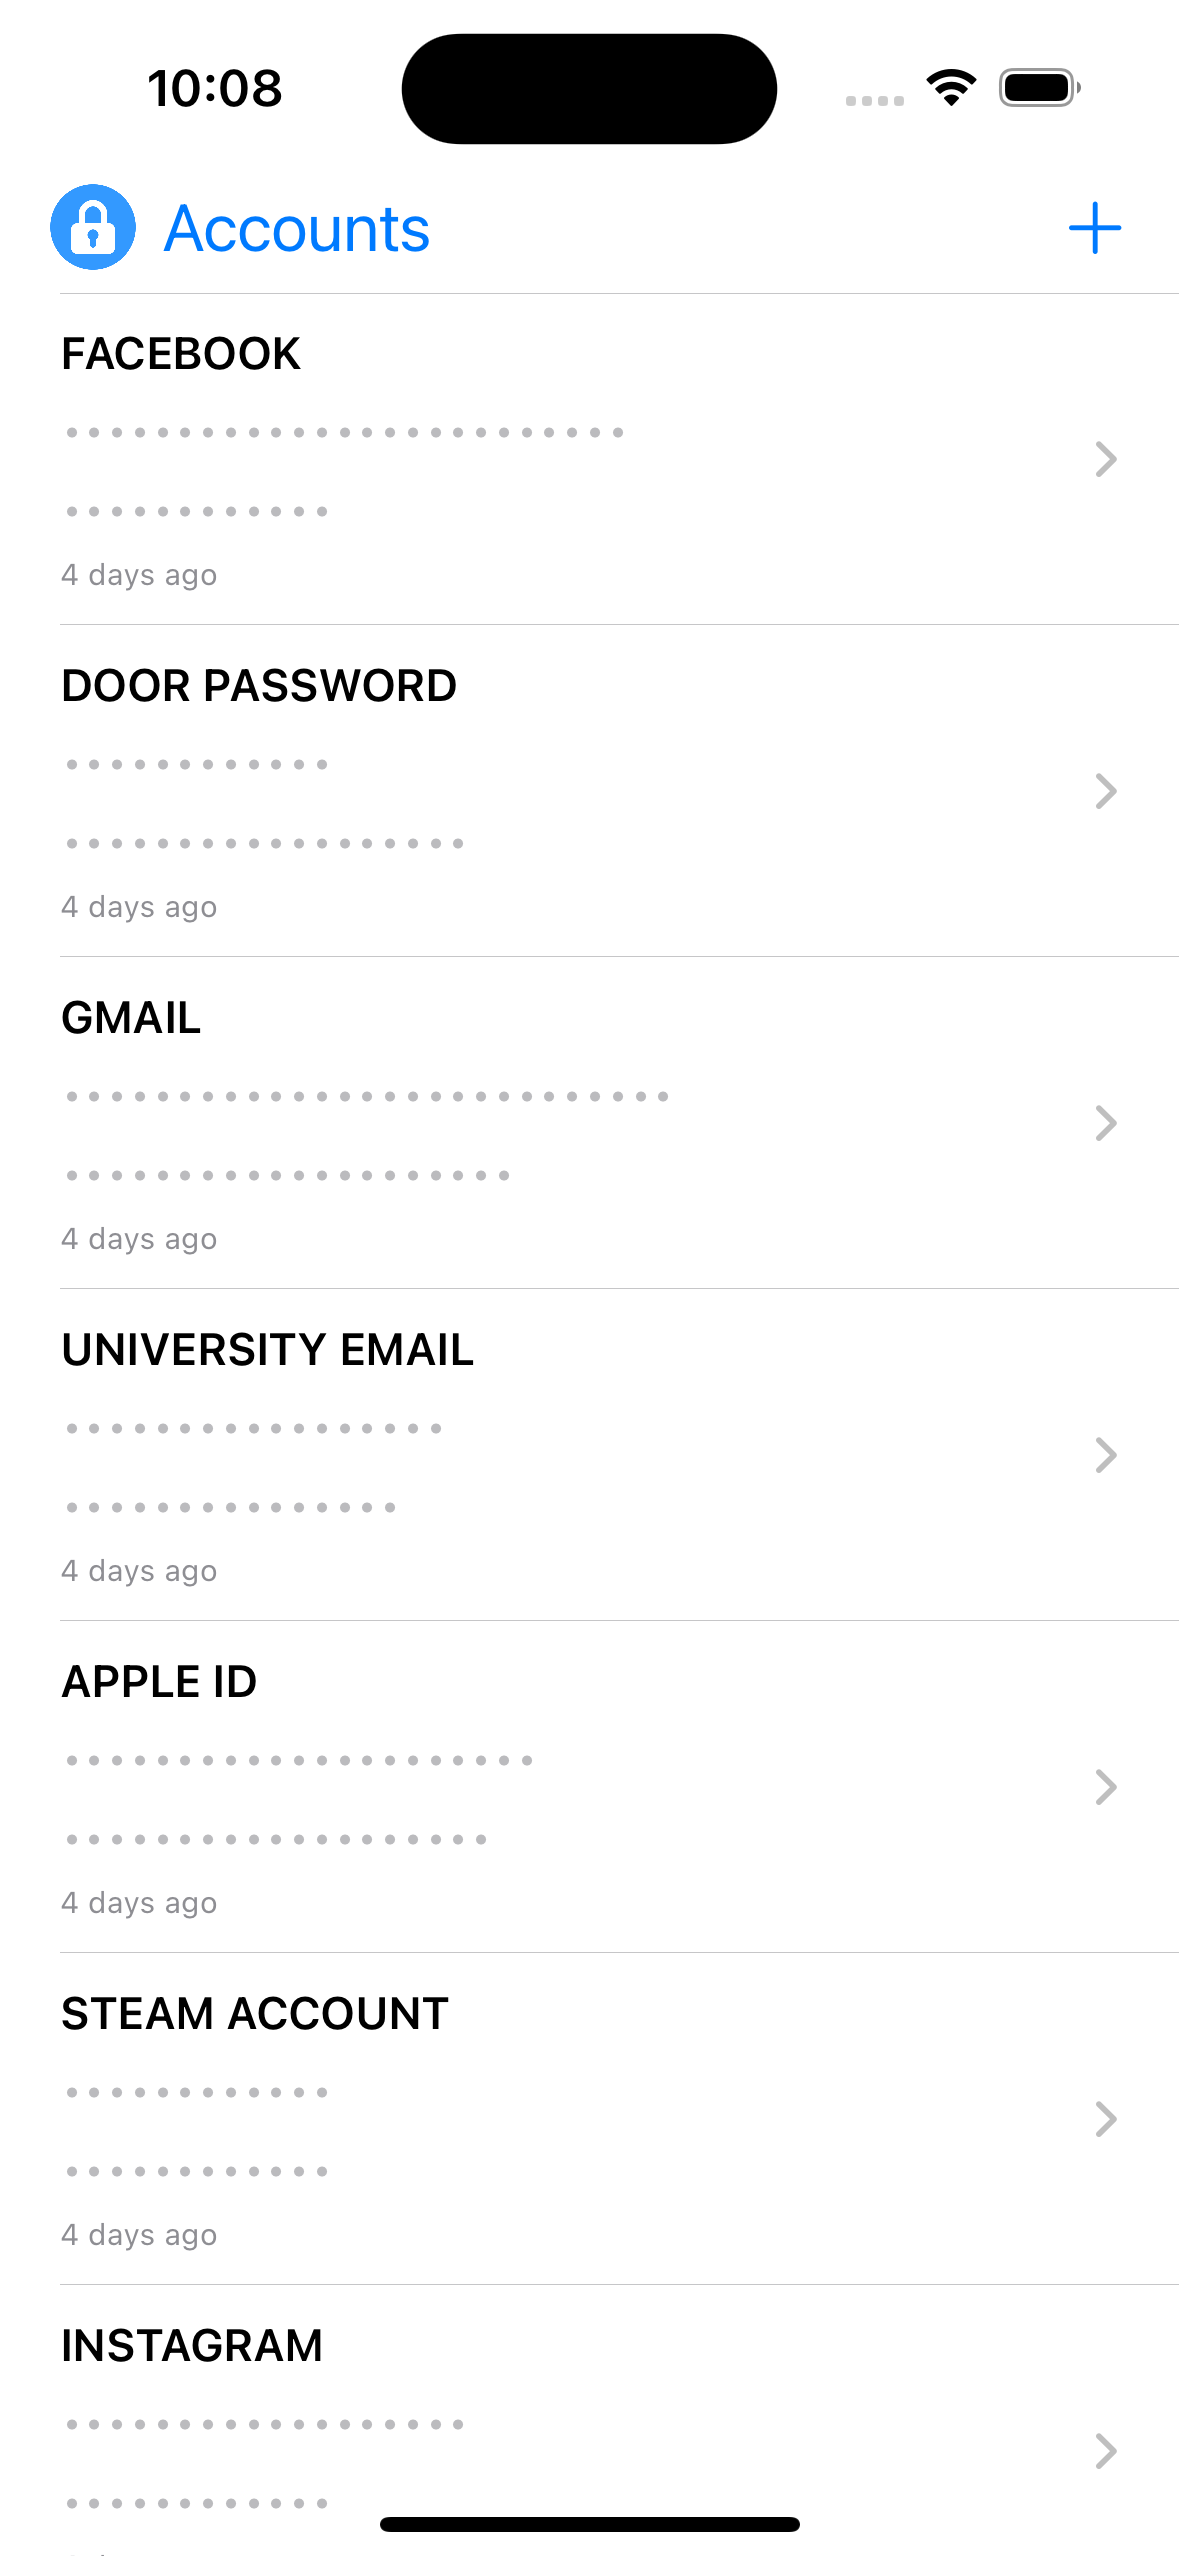 10:08
Accounts
FACEBOOK
•••••••••••••••••••••••••
••••••••••••
4 days ago
DOOR PASSWORD
••••••••••••
••••••••••••••••••
4 days ago
GMAIL
•••••••••••••••••••••••••••
••••••••••••••••••••
4 days ago
UNIVERSITY EMAIL
•••••••••••••••••
•••••••••••••••
4 days ago
APPLE ID
•••••••••••••••••••••
•••••••••••••••••••
4 days ago
STEAM ACCOUNT
••••••••••••
••••••••••••
4 days ago
INSTAGRAM
••••••••••••••••••
••••••••••••